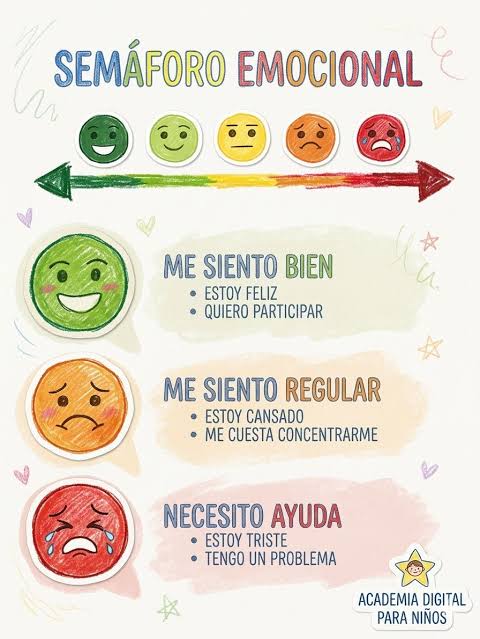 SEMÁFORO EMOCIONAL
ME SIENTO BIEN
• ESTOY FELIZ
• QUIERO PARTICIPAR
ME SIENTO REGULAR
• ESTOY CANSADO
• ME CUESTA CONCENTRARME
NECESITO AYUDA
• ESTOY TRISTE
• TENGO UN PROBLEMA
ACADEMIA DIGITAL
PARA NIÑOS